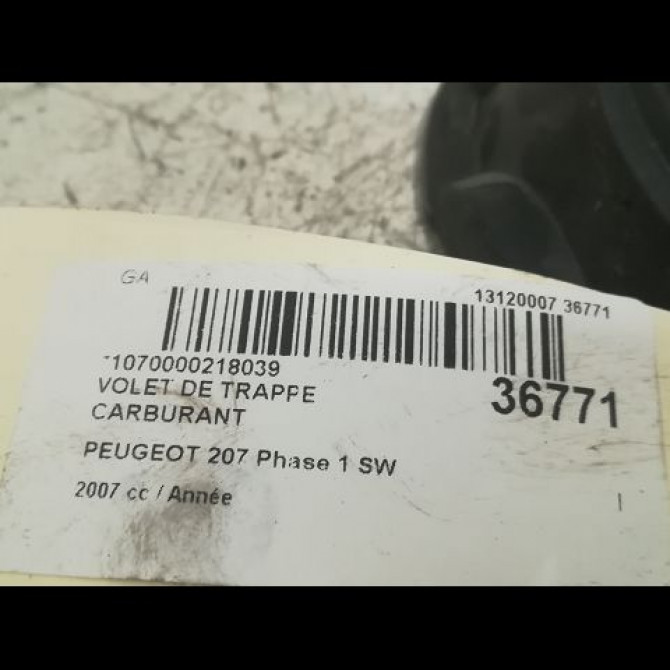 GA
13120007 36771
*1070000218039
36771
VOLET DE TRAPPE
CARBURANT
PEUGEOT 207 Phase 1 SW
2007 cc / Année